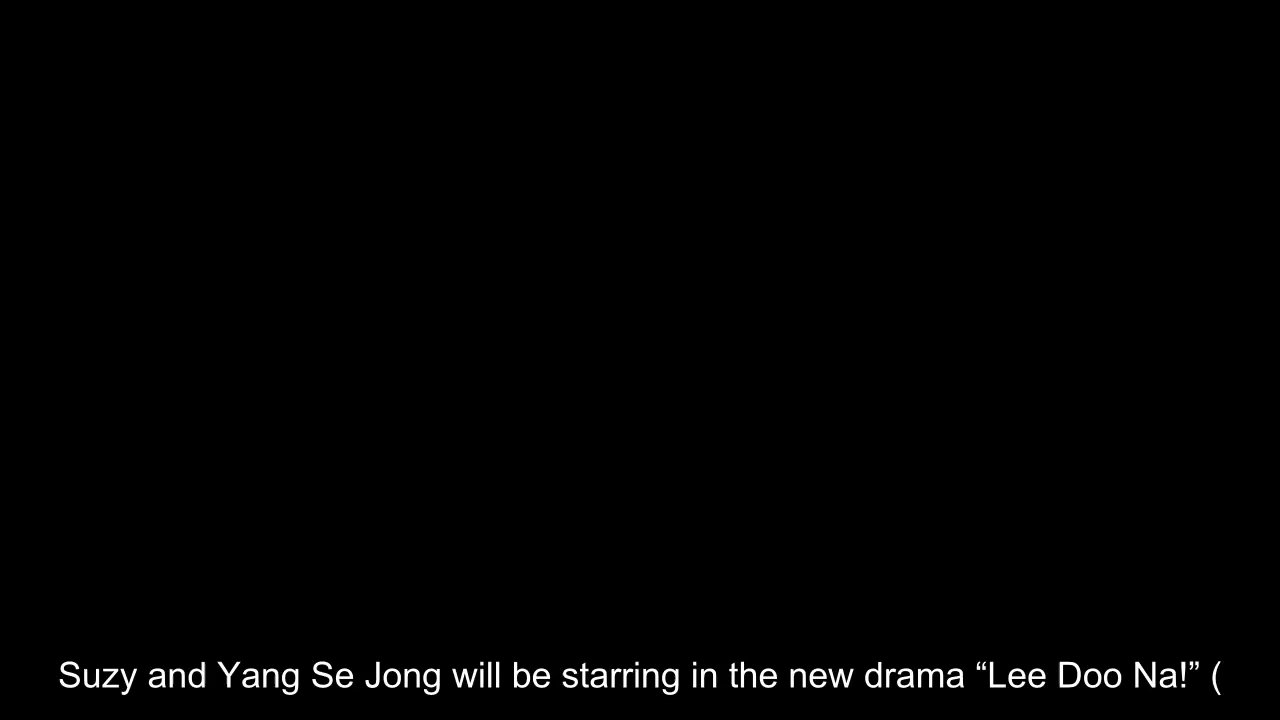 Suzy and Yang Se Jong will be starring in the new drama “Lee Doo Na!” (